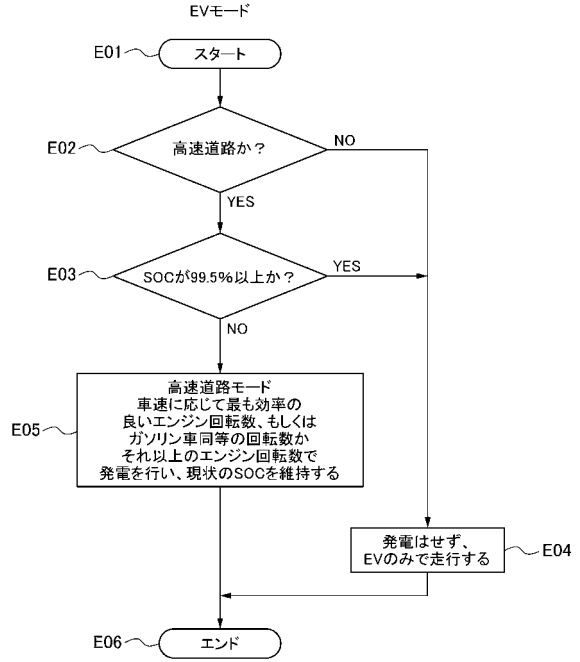 EVモード
E01
スタート
E02
高速道路か？
NO
YES
E03
SOCが99.5%以上か？
YES
NO
E05
高速道路モード
車速に応じて最も効率の
良いエンジン回転数、もしくは
ガソリン車同等の回転数か
それ以上のエンジン回転数で
発電を行い、現状のSOCを維持する
発電はせず、
EVのみで走行する
E04
E06
エンド